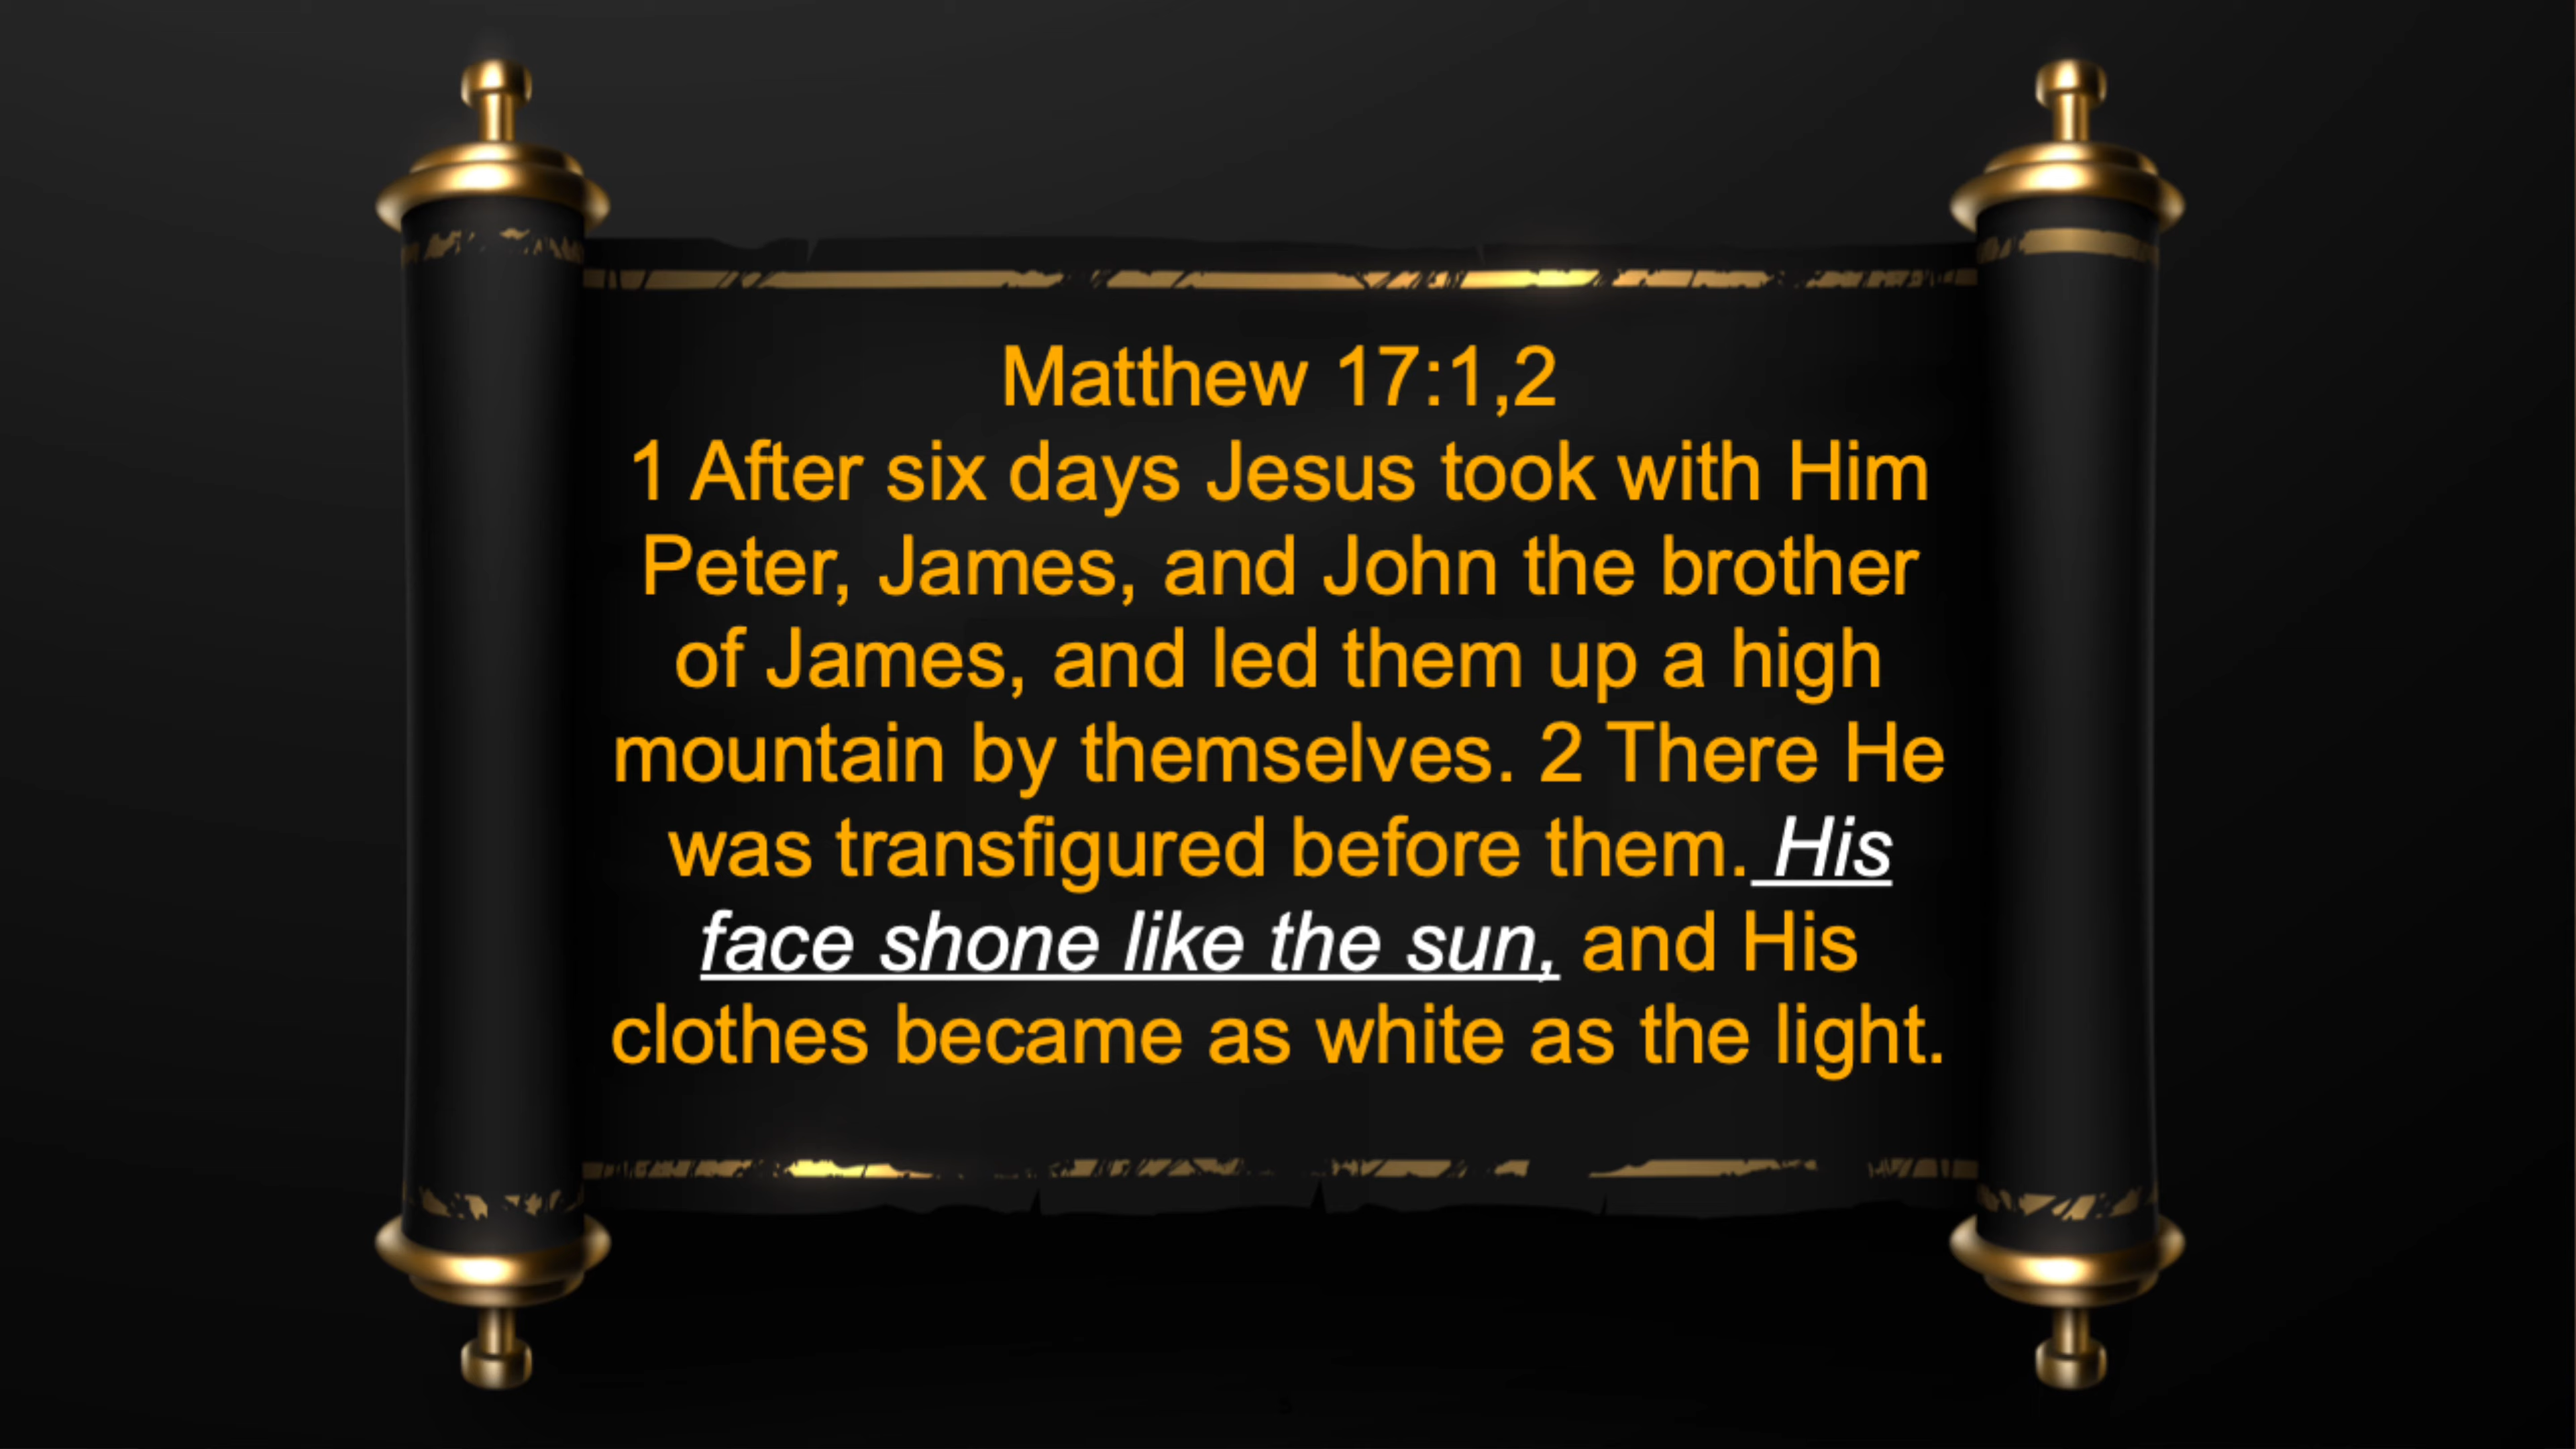 Matthew 17:1,2
1 After six days Jesus took with Him
Peter, James, and John the brother
of James, and led them up a high
mountain by themselves. 2 There He
was transfigured before them. His
face shone like the sun, and His
clothes became as white as the light.